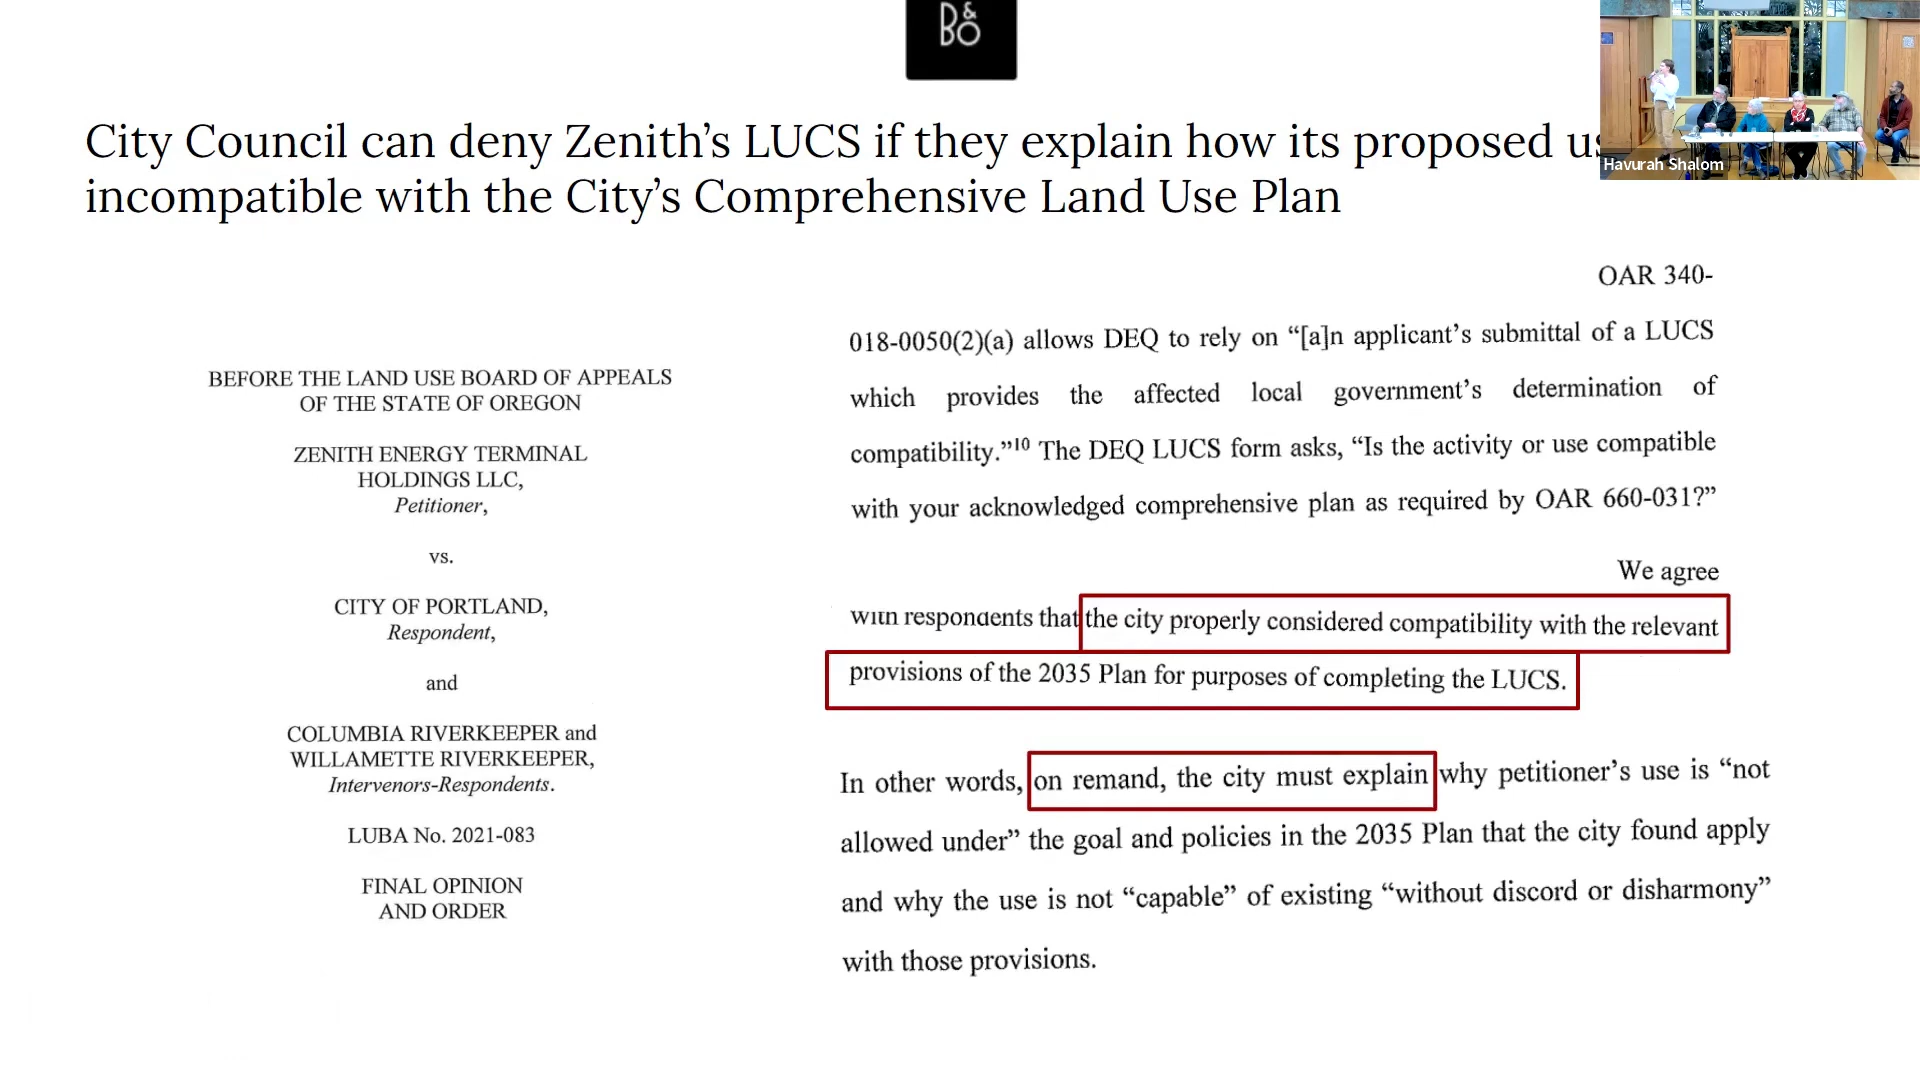 B&O
City Council can deny Zenith's LUCS if they explain how its proposed
incompatible with the City's Comprehensive Land Use Plan
Havurah Shalom
BEFORE THE LAND USE BOARD OF APPEALS
OF THE STATE OF OREGON
ZENITH ENERGY TERMINAL
HOLDINGS LLC,
Petitioner,
vs.
CITY OF PORTLAND,
Respondent,
and
COLUMBIA RIVERKEEPER and
WILLAMETTE RIVERKEEPER,
Intervenors-Respondents.
LUBA No. 2021-083
FINAL OPINION
AND ORDER
OAR 340-
018-0050(2)(a) allows DEQ to rely on “[a]n applicant’s submittal of a LUCS
which provides the affected local government’s determination of
compatibility.”10 The DEQ LUCS form asks, “Is the activity or use compatible
with your acknowledged comprehensive plan as required by OAR 660-031?”
We agree
with respondents that the city properly considered compatibility with the relevant
provisions of the 2035 Plan for purposes of completing the LUCS.
In other words, on remand, the city must explain why petitioner’s use is “not
allowed under” the goal and policies in the 2035 Plan that the city found apply
and why the use is not “capable” of existing “without discord or disharmony”
with those provisions.